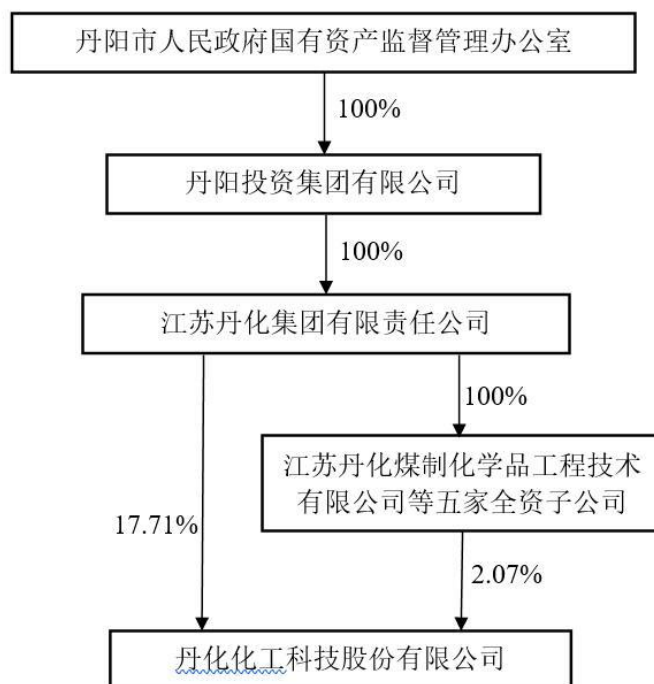 丹阳市人民政府国有资产监督管理办公室
100%
丹阳投资集团有限公司
100%
江苏丹化集团有限责任公司
100%
江苏丹化煤制化学品工程技术
有限公司等五家全资子公司
17.71%
2.07%
丹化化工科技股份有限公司